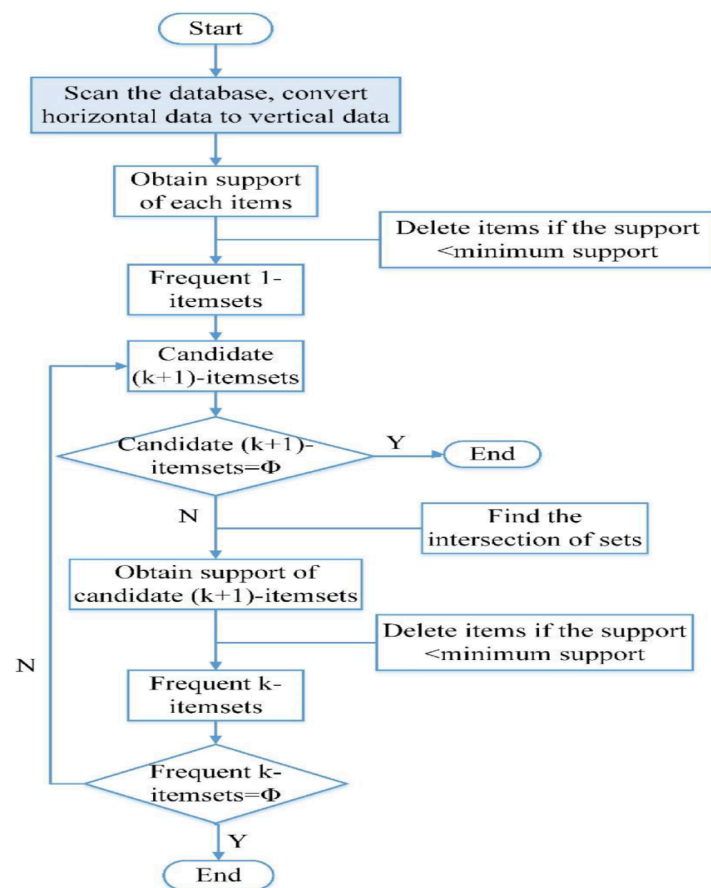 Start
Scan the database, convert
horizontal data to vertical data
Obtain support
of each items
Delete items if the support
<minimum support
Frequent 1-
itemsets
Candidate
(k+1)-itemsets
Candidate (k+1)-
itemsets=Φ
Y
End
N
Find the
intersection of sets
Obtain support of
candidate (k+1)-itemsets
Delete items if the support
<minimum support
N
Frequent k-
itemsets
Frequent k-
itemsets=Φ
Y
End